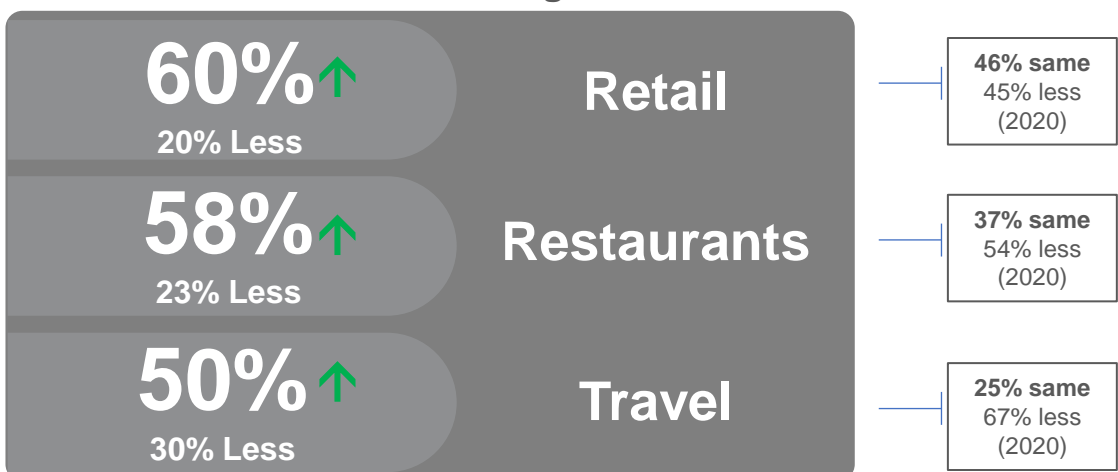 60%
20% Less
Retail
46% same
45% less
(2020)
58%
23% Less
Restaurants
37% same
54% less
(2020)
50%
30% Less
Travel
25% same
67% less
(2020)